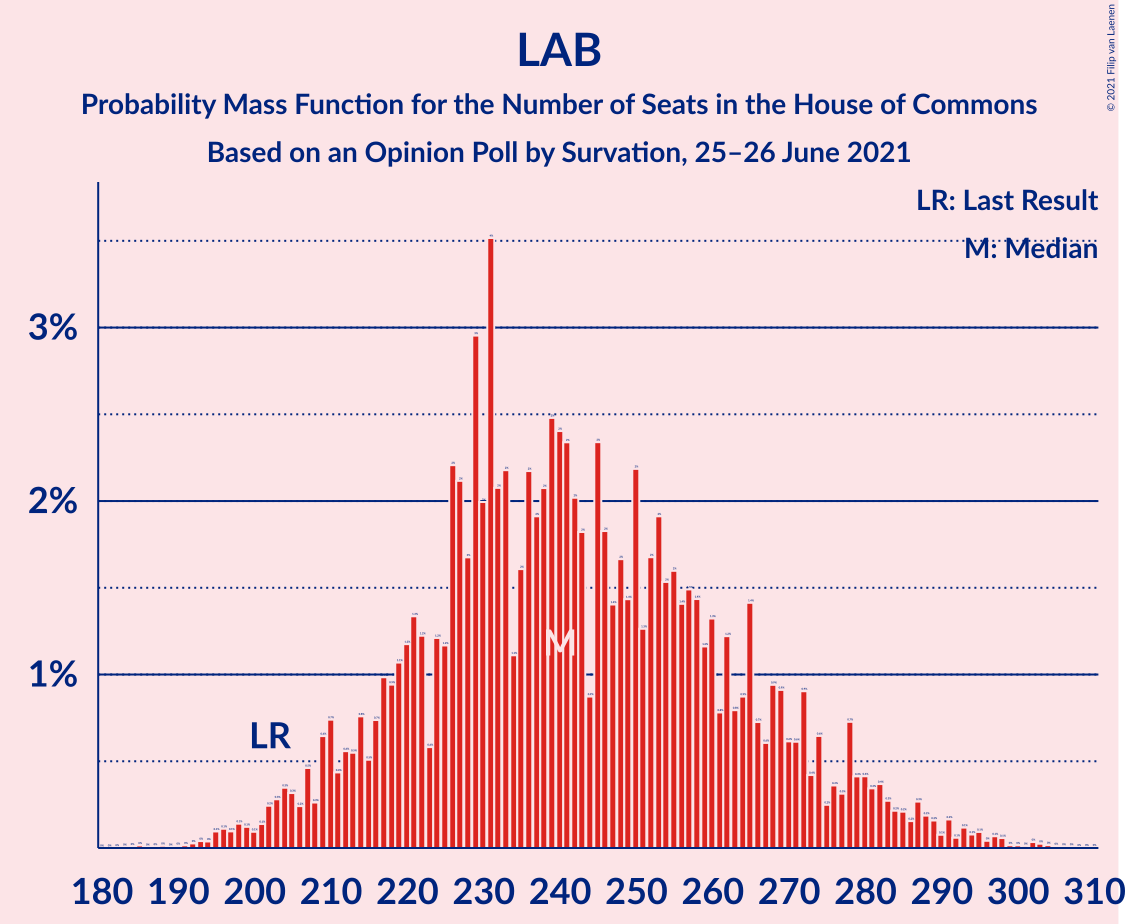 LAB
Probability Mass Function for the Number of Seats in the House of Commons
Based on an Opinion Poll by Survation, 25–26 June 2021
© 2021 Filip van Laenen
LR: Last Result
M: Median
3%
2%
1%
LR
M
180 190 200 210 220 230 240 250 260 270 280 290 300 310